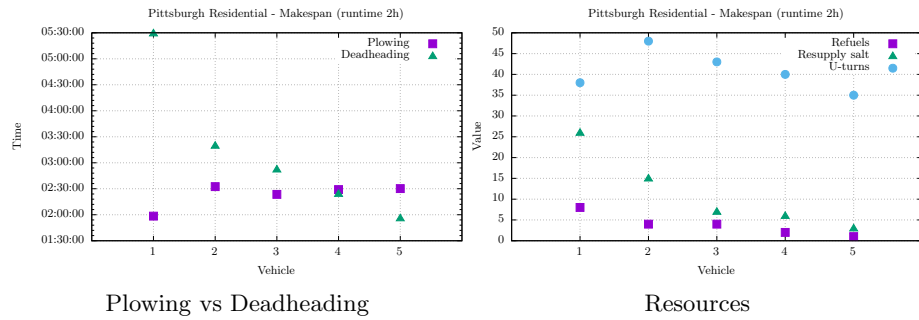 Pittsburgh Residential - Makespan (runtime 2h)
Plowing
Deadheading
05:30:00
05:00:00
04:30:00
04:00:00
03:30:00
03:00:00
02:30:00
02:00:00
01:30:00
Time
1 2 3 4 5
Vehicle
Plowing vs Deadheading
Pittsburgh Residential - Makespan (runtime 2h)
Refuels
Resupply salt
U-turns
50
45
40
35
30
25
20
15
10
5
0
Value
1 2 3 4 5
Vehicle
Resources